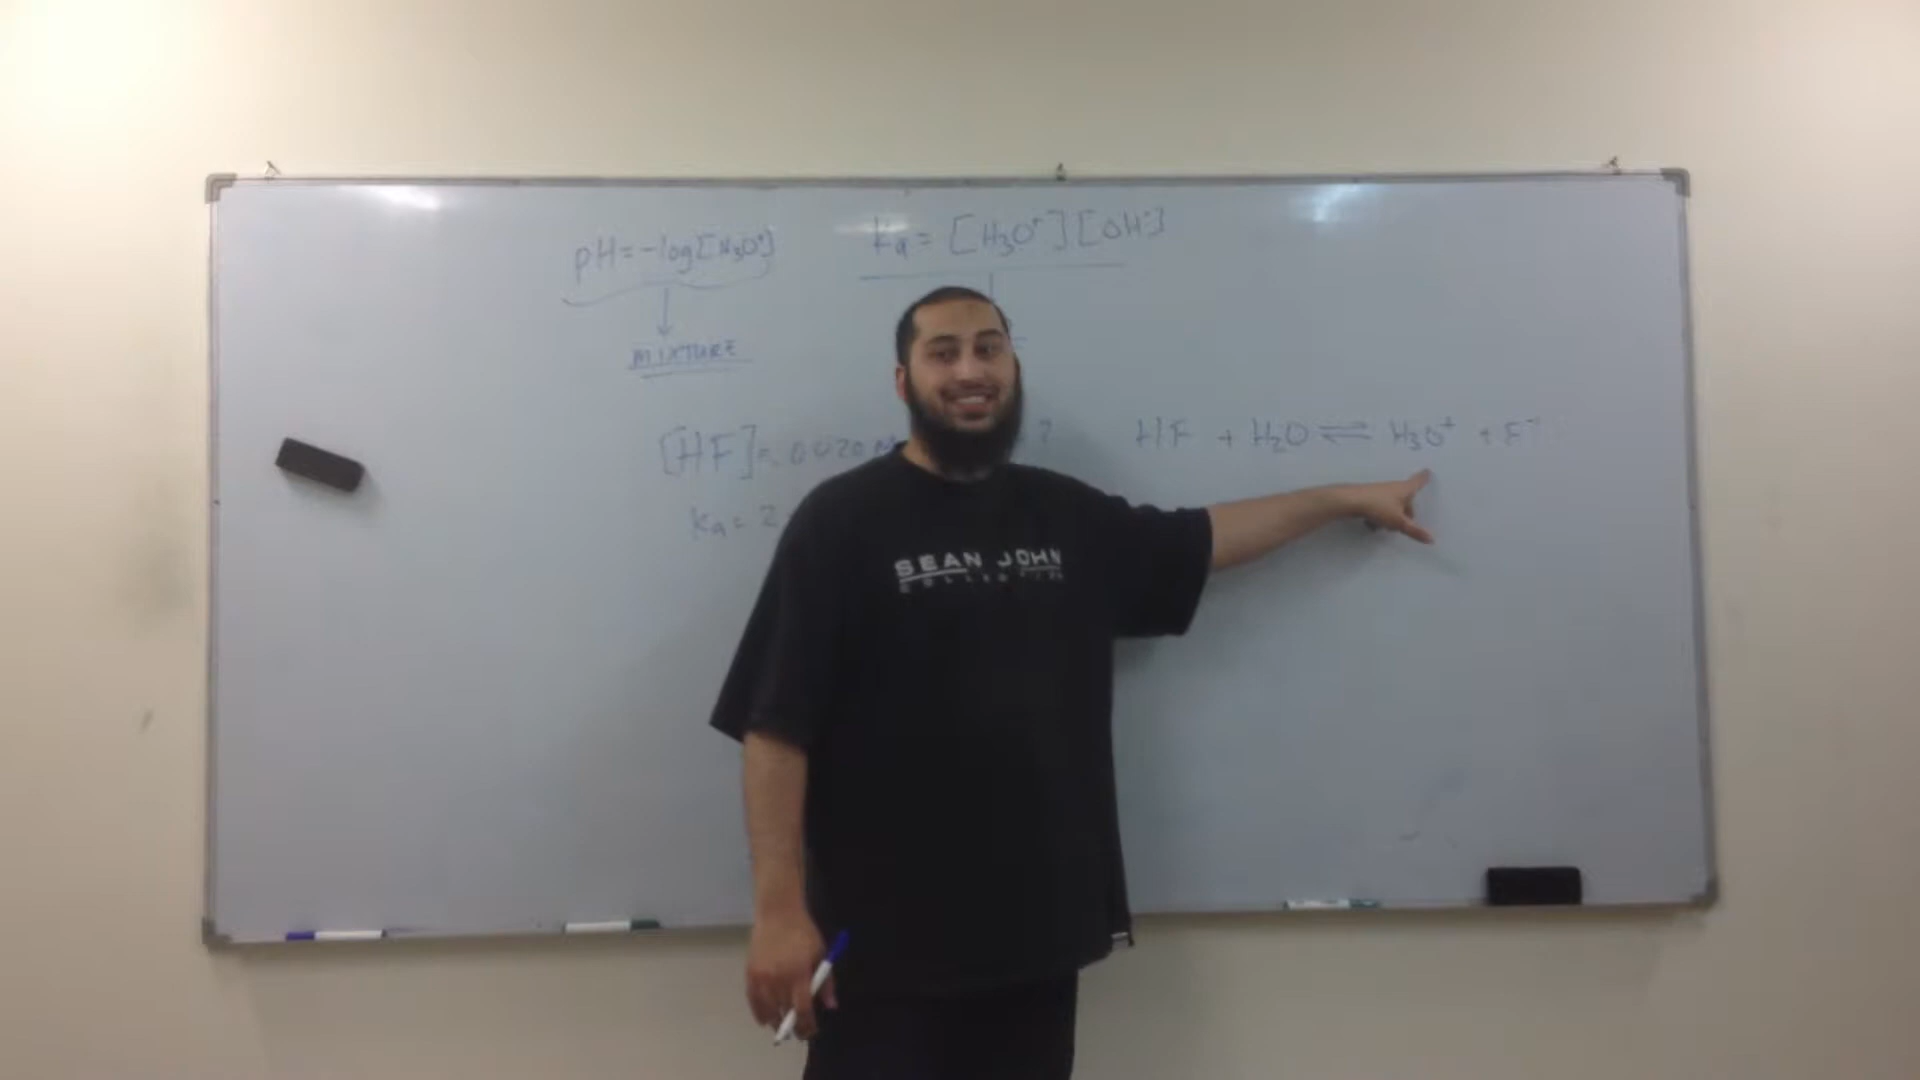 pH = -log[H₃O⁺]
ka = [H₃O⁺][OH⁻]
MIXTURE
[HF] = 0.020 M
?
HF + H₂O ⇌ H₃O⁺ + F⁻
ka = 2
SEAN JOHN